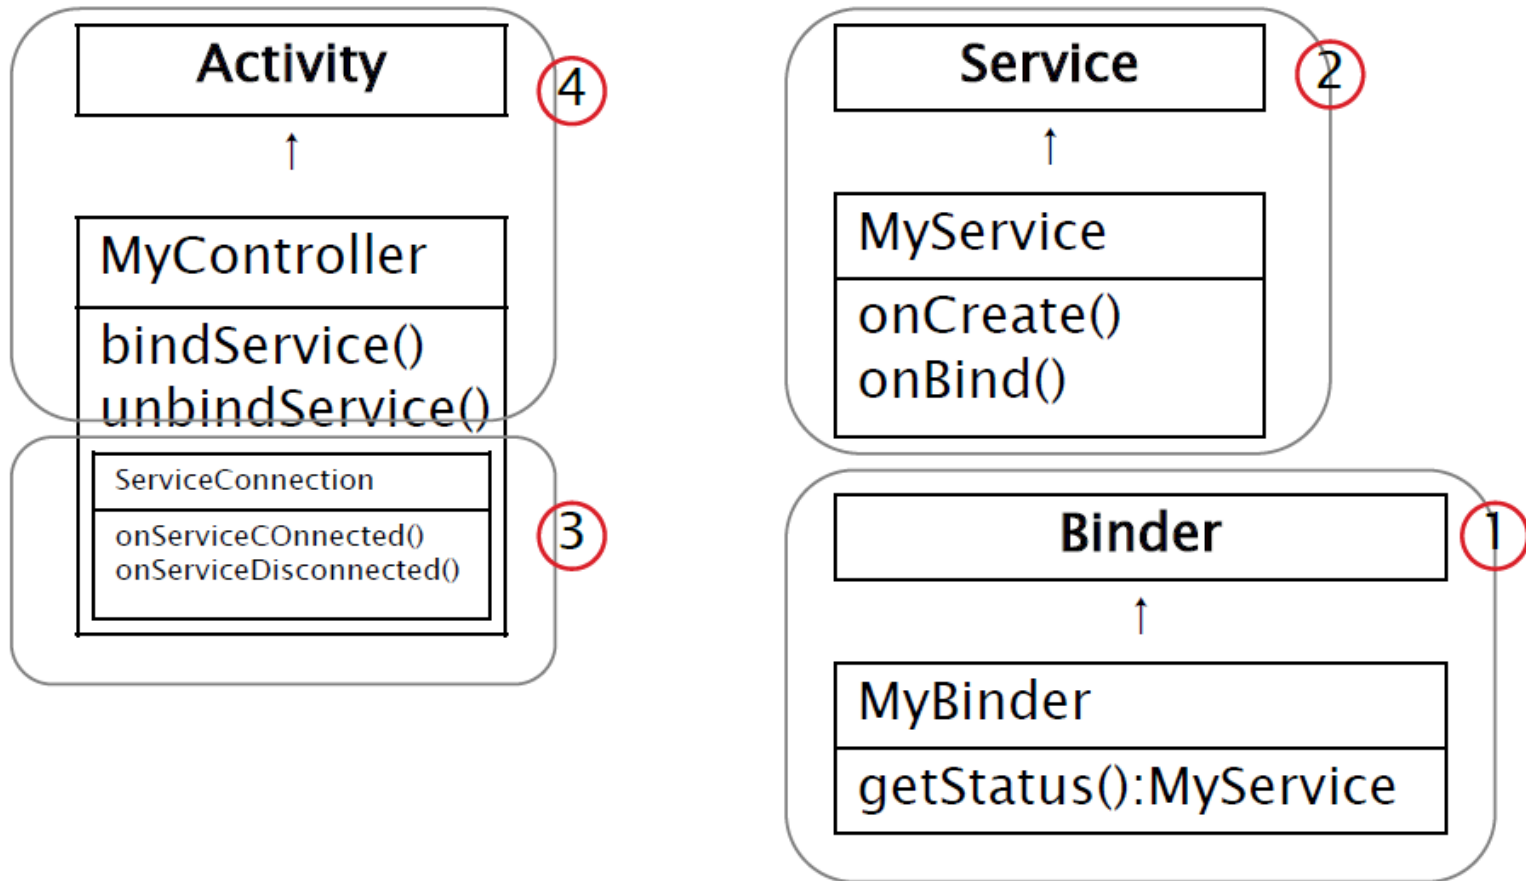 Activity
4
↑
MyController
bindService()
unbindService()
ServiceConnection
onServiceCOnnected()
onServiceDisconnected()
3
Service
2
↑
MyService
onCreate()
onBind()
Binder
1
↑
MyBinder
getStatus():MyService